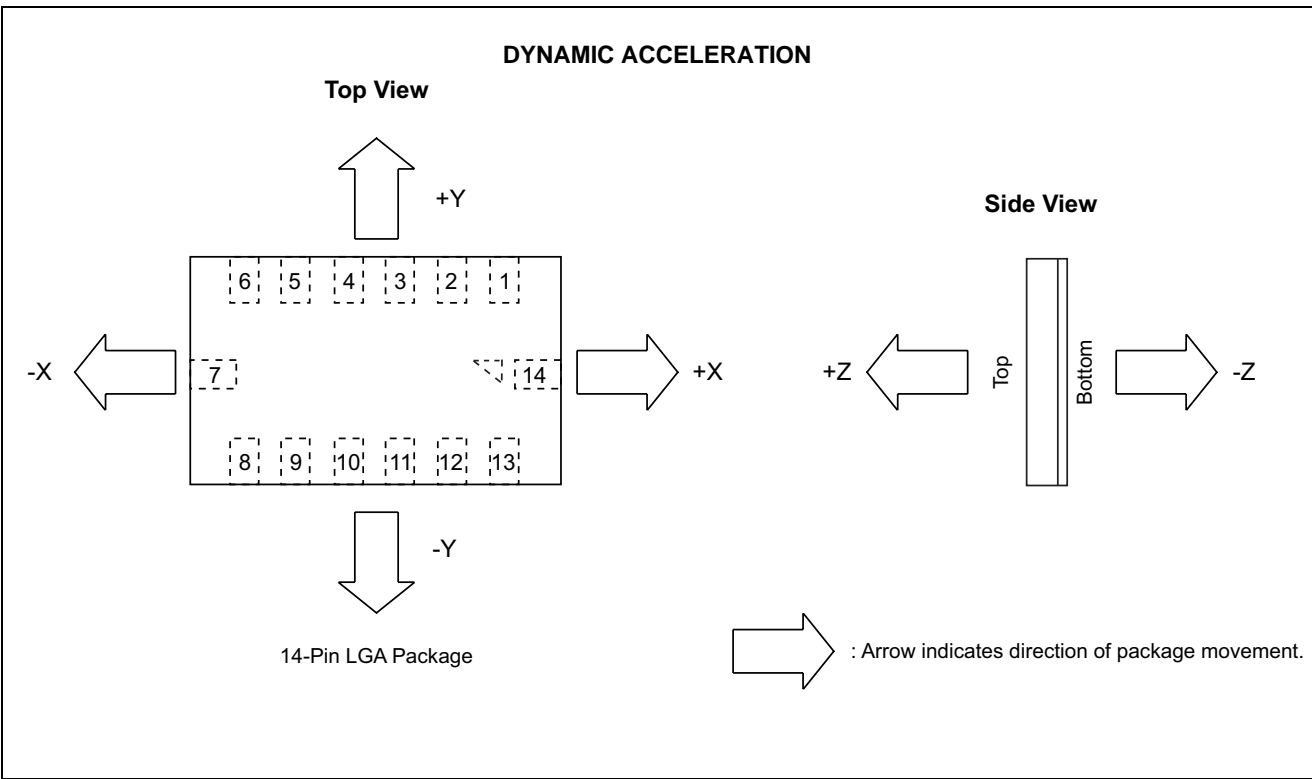 DYNAMIC ACCELERATION
Top View
+Y
Side View
6 5 4 3 2 1
-X
7
14
+X
+Z
Top
Bottom
-Z
8 9 10 11 12 13
-Y
14-Pin LGA Package
: Arrow indicates direction of package movement.